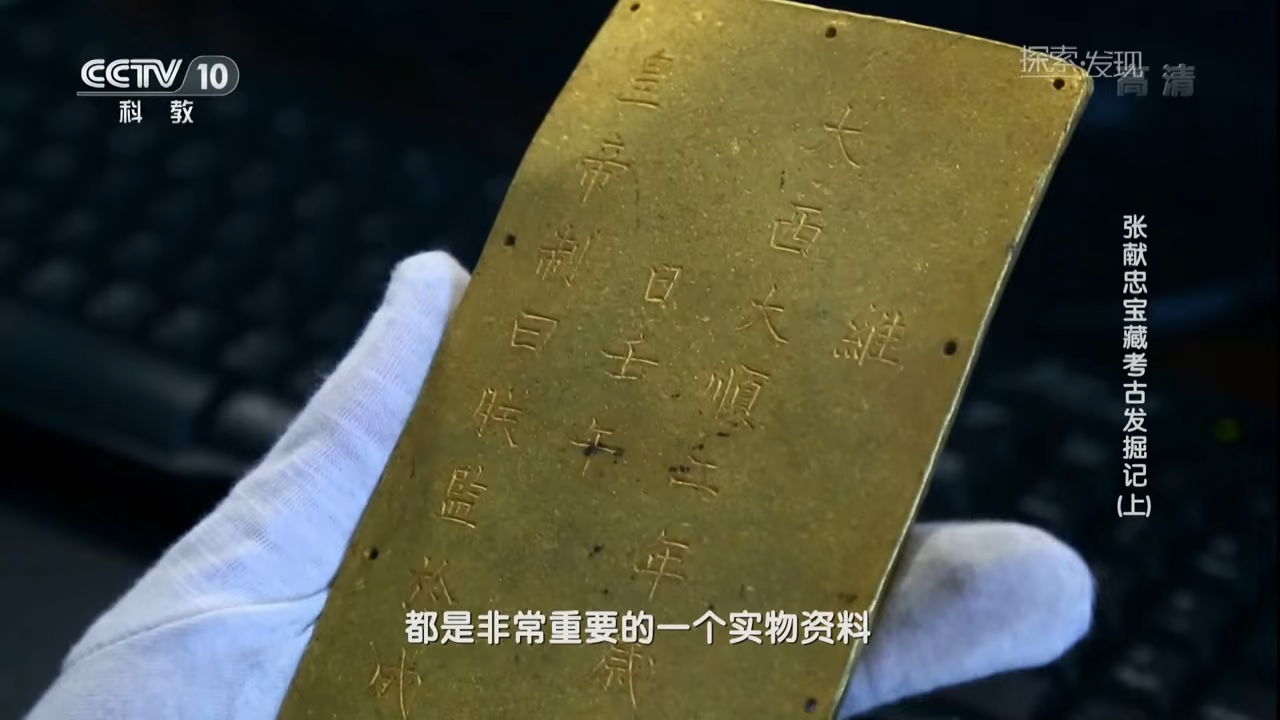 CCTV 10
科教
探索·发现
高清
张献忠宝藏考古发掘记(上)
維
大西大順二年歲
日壬午
皇帝制曰朕監於
都是非常重要的一个实物资料